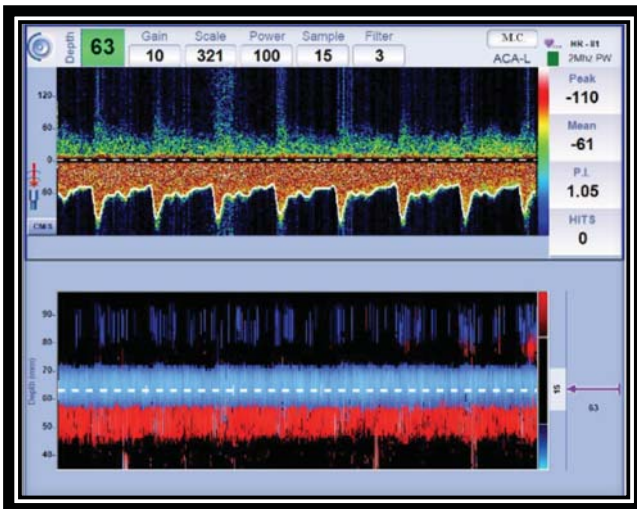 Depth
63
Gain
10
Scale
321
Power
100
Sample
15
Filter
3
M.C
ACA-L
HR - 81
2Mhz PW
120
60
0
60
CM/S
Peak
-110
Mean
-61
P.I.
1.05
HITS
0
Depth (mm)
90
80
70
60
50
40
15
63